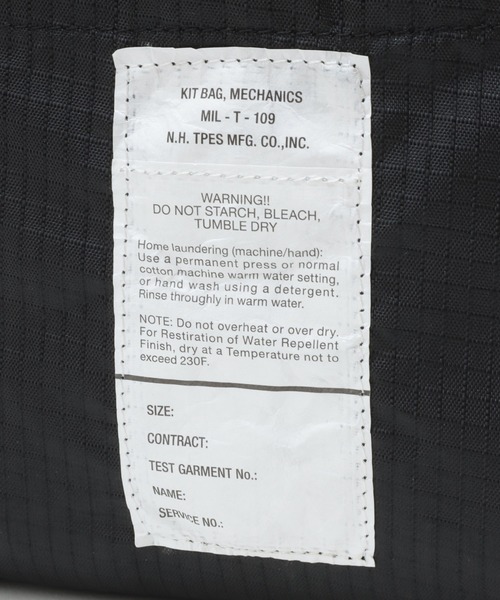 KIT BAG, MECHANICS
MIL - T - 109
N.H. TPES MFG. CO.,INC.
WARNING!!
DO NOT STARCH, BLEACH,
TUMBLE DRY
Home laundering (machine/hand):
Use a permanent press or normal
cotton machine warm water setting,
or hand wash using a detergent.
Rinse throughly in warm water.
NOTE: Do not overheat or over dry.
For Restiration of Water Repellent
Finish, dry at a Temperature not to
exceed 230F.
SIZE:
CONTRACT:
TEST GARMENT No.:
NAME:
SERVICE NO.: